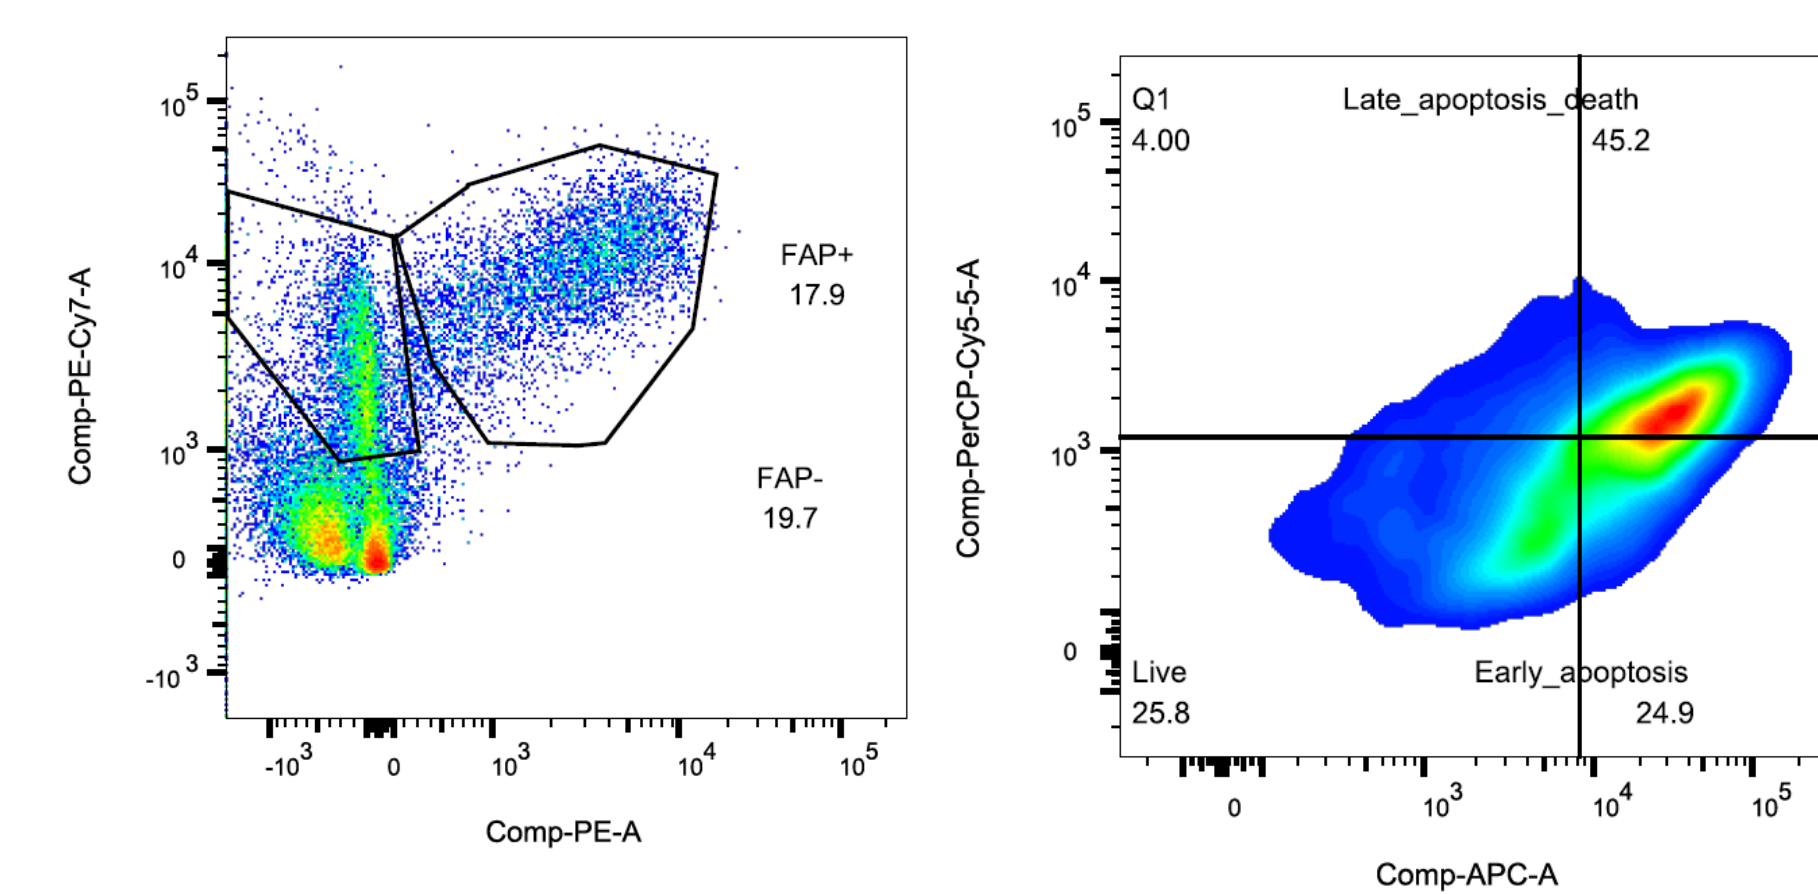 10^5
10^4
10^3
0
-10^3
Comp-PE-Cy7-A
FAP+
17.9
FAP-
19.7
-10^3
0
10^3
10^4
10^5
Comp-PE-A
Q1
4.00
Late_apoptosis_death
45.2
10^5
10^4
10^3
0
Comp-PerCP-Cy5-5-A
Live
25.8
Early_apoptosis
24.9
0
10^3
10^4
10^5
Comp-APC-A